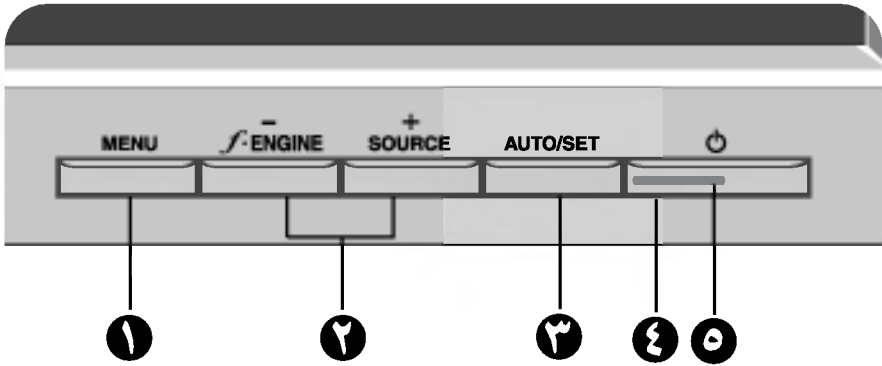 − +
MENU f-ENGINE SOURCE AUTO/SET
١ ٢ ٣ ٤ ٥